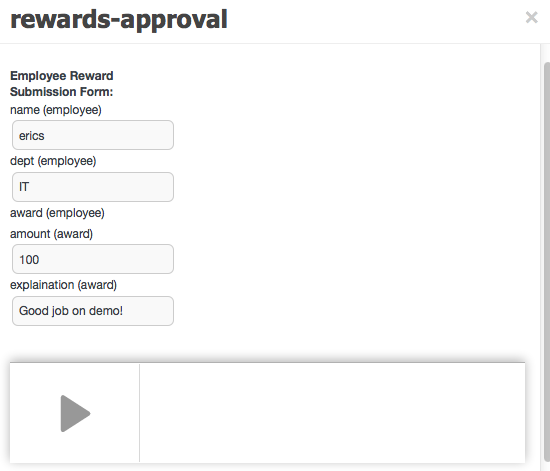 rewards-approval
×
Employee Reward
Submission Form:
name (employee)
erics
dept (employee)
IT
award (employee)
amount (award)
100
explaination (award)
Good job on demo!